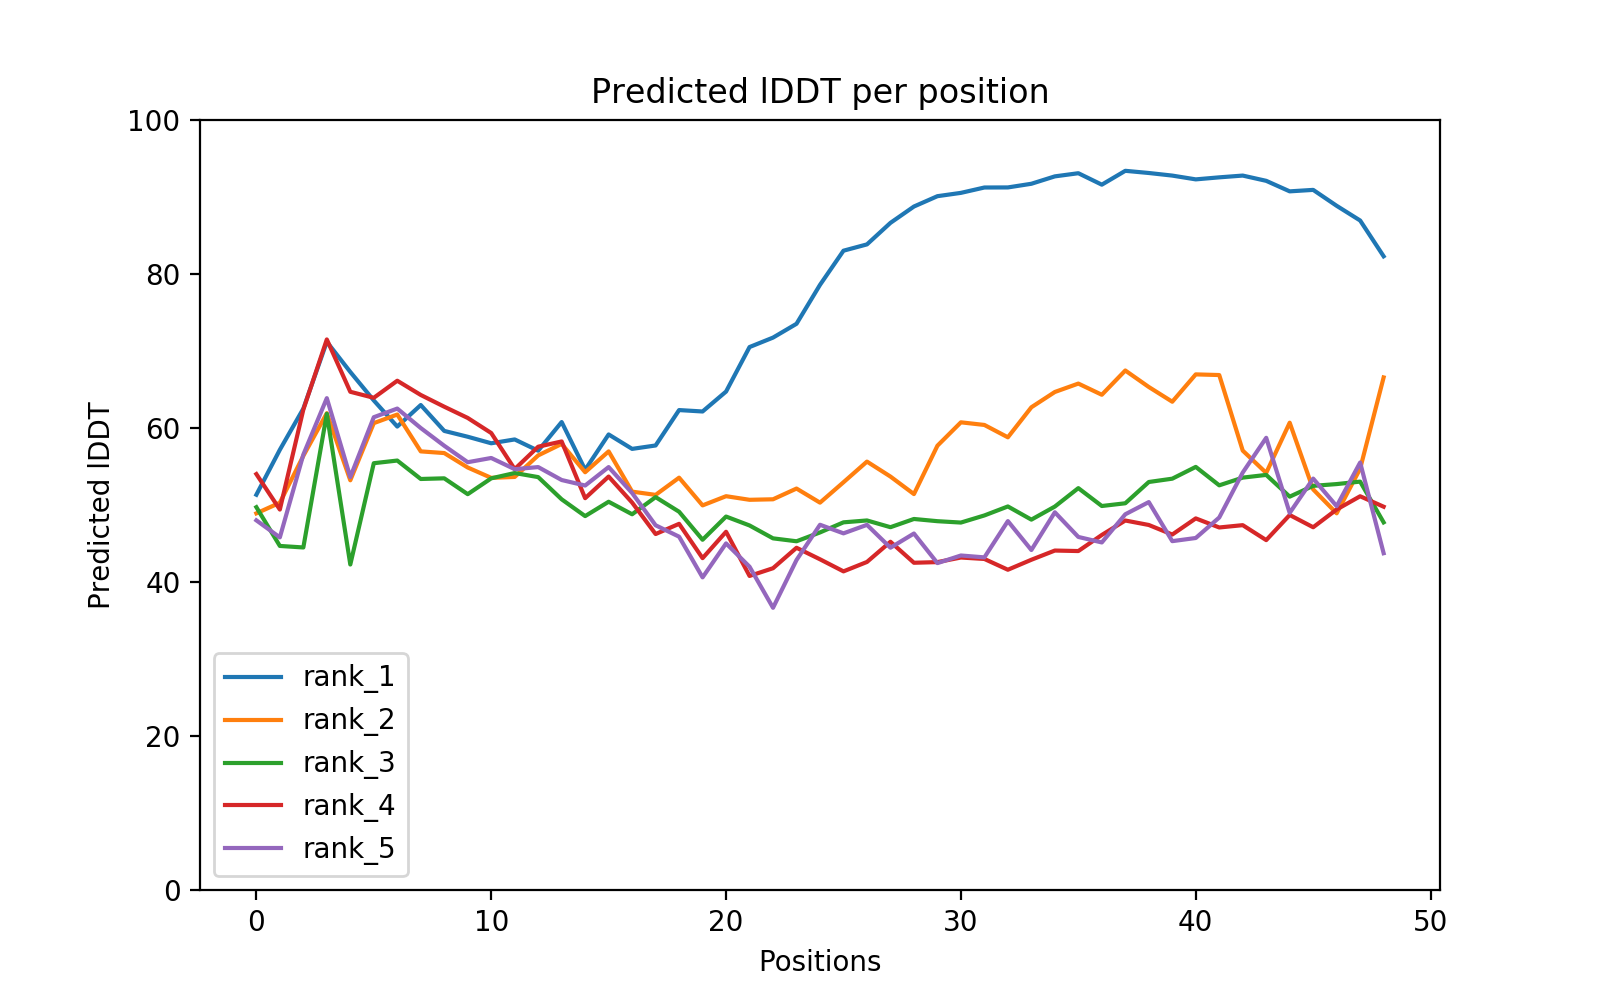 Predicted lDDT per position
100
80
60
40
20
0
Predicted lDDT
rank_1
rank_2
rank_3
rank_4
rank_5
0 10 20 30 40 50
Positions